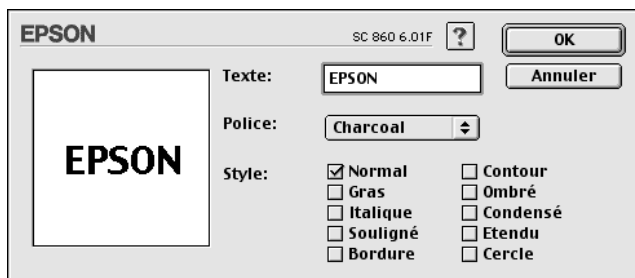 EPSON
SC 860 6.01F
?
OK
Texte:
EPSON
Annuler
Police:
Charcoal
EPSON
Style:
Normal
Contour
Gras
Ombré
Italique
Condensé
Souligné
Etendu
Bordure
Cercle